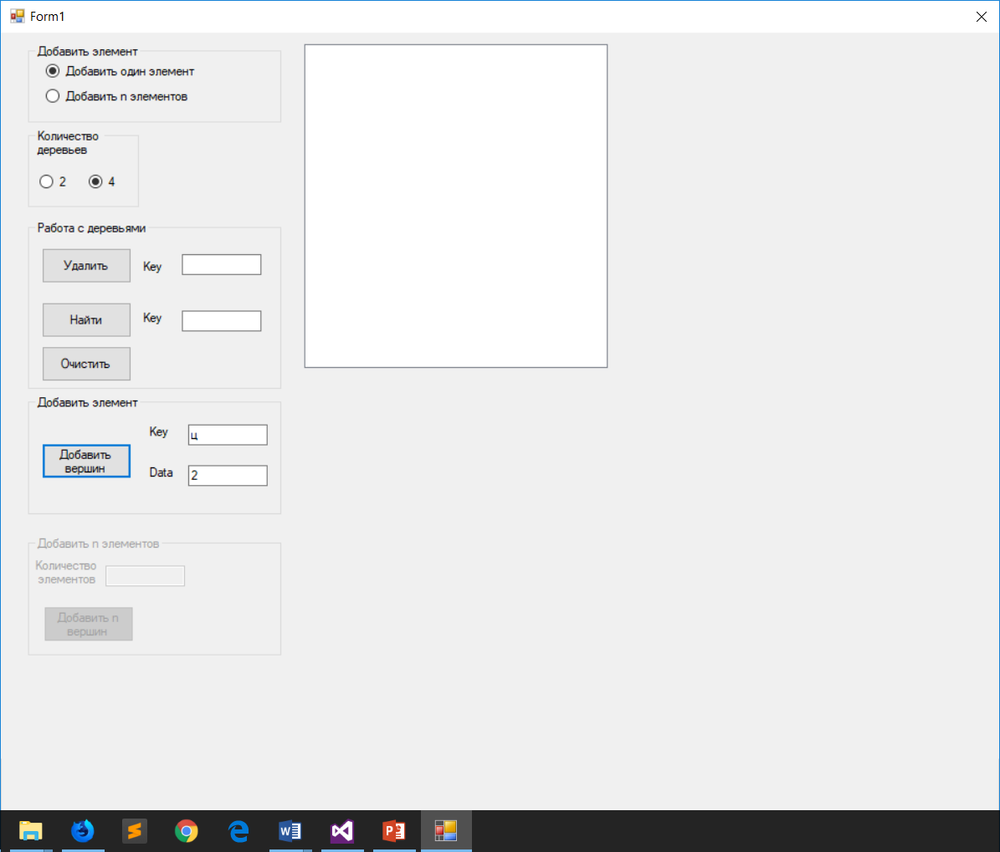 Form1
Добавить элемент
Добавить один элемент
Добавить n элементов
Количество
деревьев
2
4
Работа с деревьями
Удалить
Key
Найти
Key
Очистить
Добавить элемент
Key
ц
Добавить
вершин
Data
2
Добавить n элементов
Количество
элементов
Добавить n
вершин